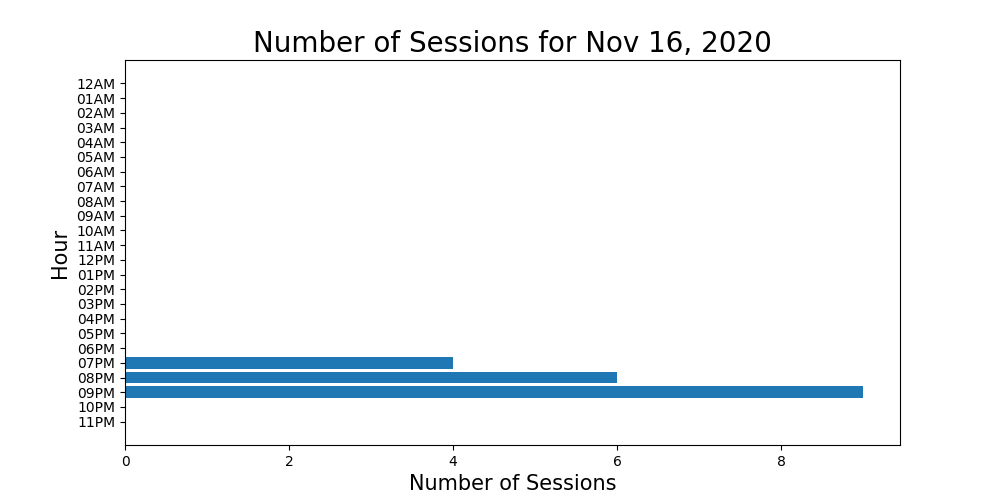 Number of Sessions for Nov 16, 2020
12AM
01AM
02AM
03AM
04AM
05AM
06AM
07AM
08AM
09AM
10AM
11AM
12PM
01PM
02PM
03PM
04PM
05PM
06PM
07PM
08PM
09PM
10PM
11PM
Hour
0 2 4 6 8
Number of Sessions